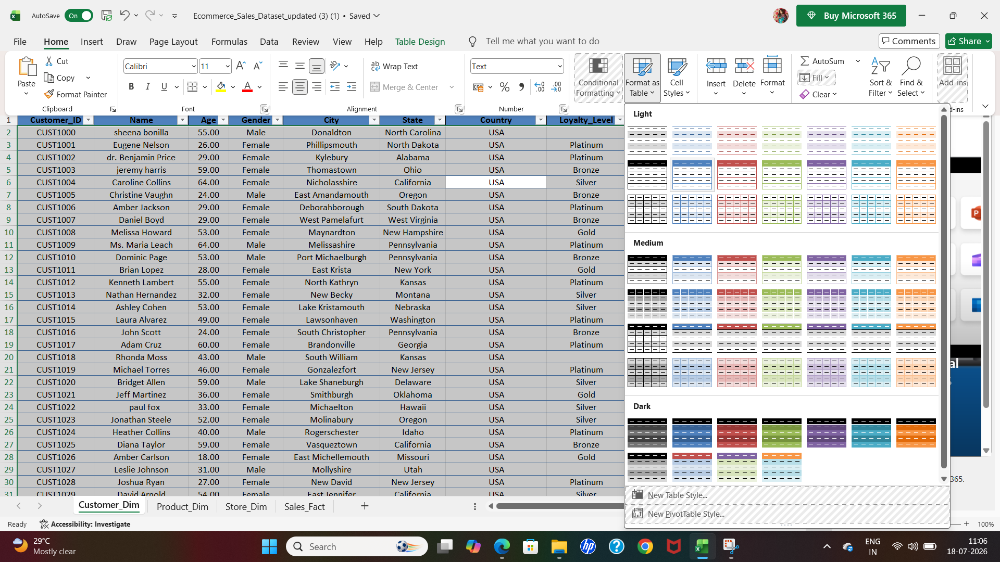 AutoSave On Ecommerce_Sales_Dataset_updated (3) (1) • Saved Buy Microsoft 365
File Home Insert Draw Page Layout Formulas Data Review View Help Table Design Tell me what you want to do Comments Share
Paste Cut Copy Format Painter Clipboard
Calibri 11 B I U A Font
Wrap Text Merge & Center Alignment
Text % Number
Conditional Formatting Format as Table Cell Styles
Insert Delete Format
AutoSum Fill Clear Sort & Filter Find & Select
Add-ins
d-ins
1 Customer_ID Name Age Gender City State Country Loyalty_Level
2 CUST1000 sheena bonilla 55.00 Male Donaldton North Carolina USA
3 CUST1001 Eugene Nelson 26.00 Female Phillipsmouth North Dakota USA Platinum
4 CUST1002 dr. Benjamin Price 29.00 Female Kylebury Alabama USA Platinum
5 CUST1003 jeremy harris 59.00 Female Thomastown Ohio USA Bronze
6 CUST1004 Caroline Collins 64.00 Female Nicholasshire California USA Silver
7 CUST1005 Christine Vaughn 24.00 Male East Amandamouth Oregon USA Bronze
8 CUST1006 Amber Jackson 29.00 Female Deborahborough South Dakota USA Platinum
9 CUST1007 Daniel Boyd 29.00 Female West Pamelafurt West Virginia USA Bronze
10 CUST1008 Melissa Howard 53.00 Female Maynardton New Hampshire USA Gold
11 CUST1009 Ms. Maria Leach 64.00 Male Melissashire Pennsylvania USA Platinum
12 CUST1010 Dominic Page 53.00 Male Port Michaelburgh Pennsylvania USA Bronze
13 CUST1011 Brian Lopez 28.00 Female East Krista New York USA Gold
14 CUST1012 Kenneth Lambert 55.00 Female North Kathryn Kansas USA Platinum
15 CUST1013 Nathan Hernandez 32.00 Female New Becky Montana USA Silver
16 CUST1014 Ashley Cohen 53.00 Female Lake Kristamouth Nebraska USA Silver
17 CUST1015 Laura Alvarez 49.00 Female Lawsonhaven Washington USA Platinum
18 CUST1016 John Scott 24.00 Female South Christopher Pennsylvania USA Bronze
19 CUST1017 Adam Cruz 60.00 Female Brandonville Georgia USA Platinum
20 CUST1018 Rhonda Moss 43.00 Male South William Kansas USA
21 CUST1019 Michael Torres 46.00 Female Gonzalezfort New Jersey USA Platinum
22 CUST1020 Bridget Allen 59.00 Male Lake Shaneburgh Delaware USA Silver
23 CUST1021 Jeff Martinez 36.00 Female Smithburgh Oklahoma USA Gold
24 CUST1022 paul fox 33.00 Female Michaelton Hawaii USA Silver
25 CUST1023 Jonathan Steele 52.00 Female Molinabury Oregon USA Silver
26 CUST1024 Heather Collins 40.00 Male Rogerschester Idaho USA Platinum
27 CUST1025 Diana Taylor 59.00 Female Vasqueztown California USA Bronze
28 CUST1026 Amber Carlson 18.00 Female East Michellemouth Missouri USA Gold
29 CUST1027 Leslie Johnson 31.00 Male Mollyshire Utah USA
30 CUST1028 Joshua Ryan 27.00 Female New David New Jersey USA Platinum
31 CUST1029 David Arnold 54.00 Female East Jennifer California USA Silver
Light
Medium
Dark
New Table Style...
New PivotTable Style...
al
365.
Customer_Dim Product_Dim Store_Dim Sales_Fact
Ready Accessibility: Investigate 100%
29°C
Mostly clear
Search
ENG
IN
11:06
18-07-2026